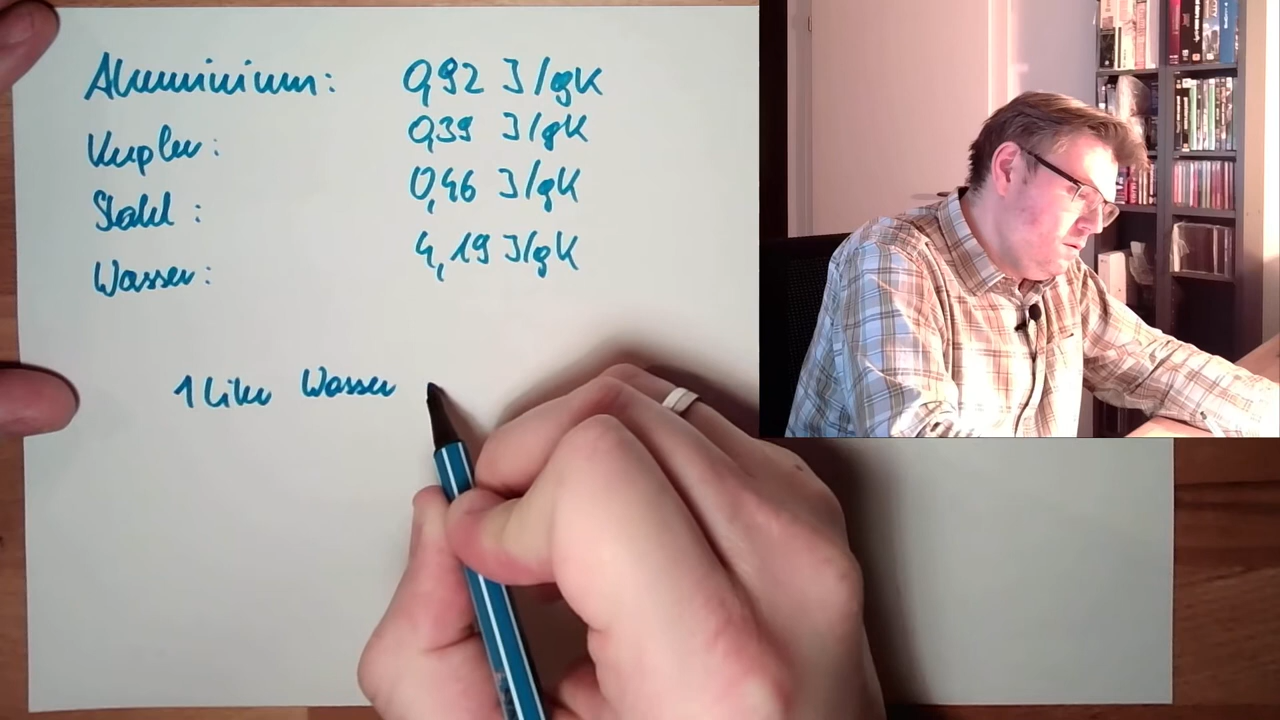 Aluminium: 0,92 J/gK
Kupfer: 0,39 J/gK
Stahl: 0,46 J/gK
Wasser: 4,19 J/gK
1 Liter Wasser